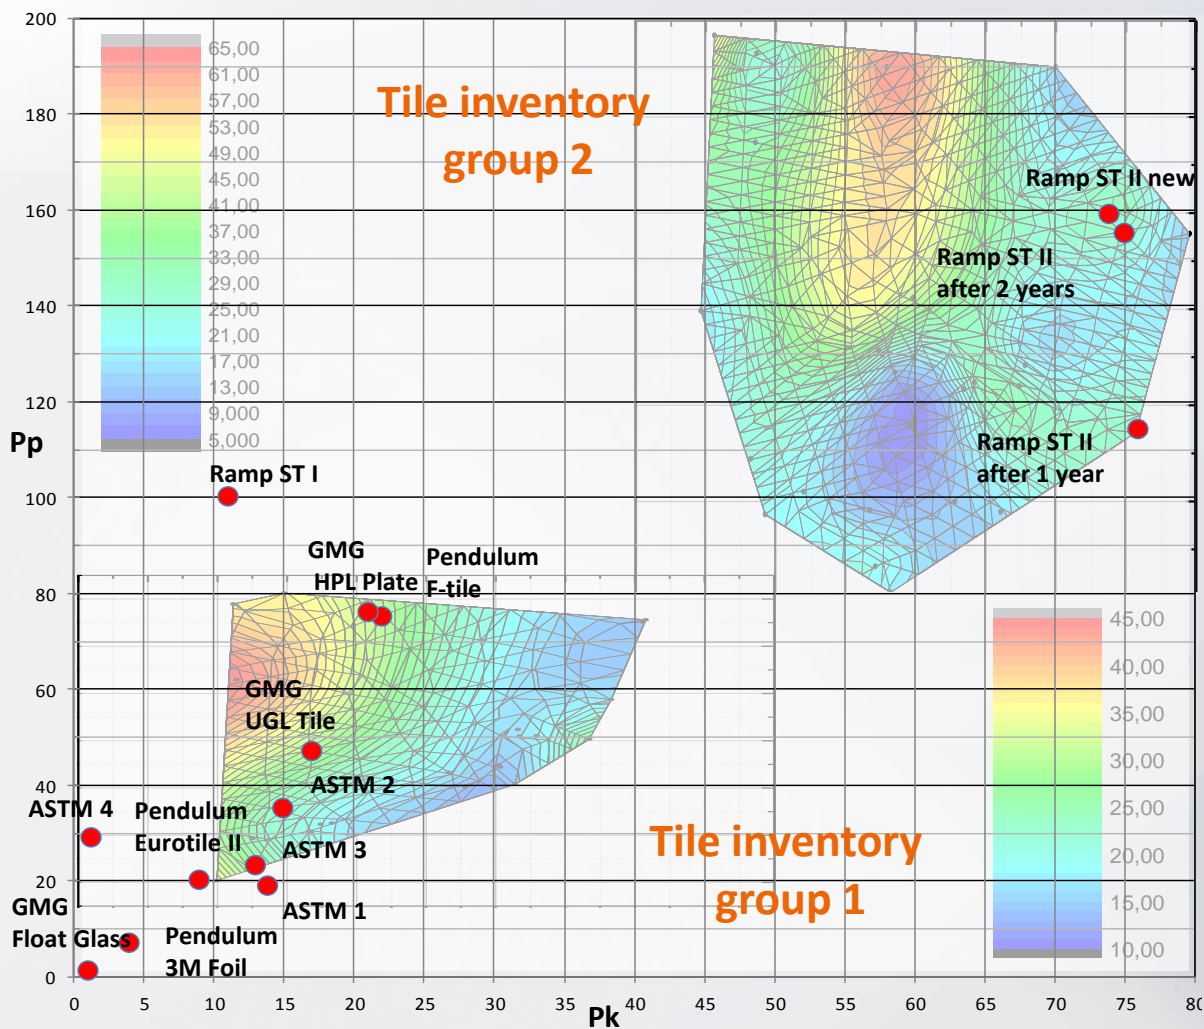 200
180
160
140
120
100
80
60
40
20
0
Pp
65,00
61,00
57,00
53,00
49,00
45,00
41,00
37,00
33,00
29,00
25,00
21,00
17,00
13,00
9,000
5,000
Tile inventory
group 2
Ramp ST II new
Ramp ST II
after 2 years
Ramp ST II
after 1 year
Ramp ST I
GMG
HPL Plate
Pendulum
F-tile
GMG
UGL Tile
ASTM 2
ASTM 4
Pendulum
Eurotile II
ASTM 3
ASTM 1
GMG
Float Glass
Pendulum
3M Foil
Tile inventory
group 1
45,00
40,00
35,00
30,00
25,00
20,00
15,00
10,00
0 5 10 15 20 25 30 35 40 45 50 55 60 65 70 75 80
Pk